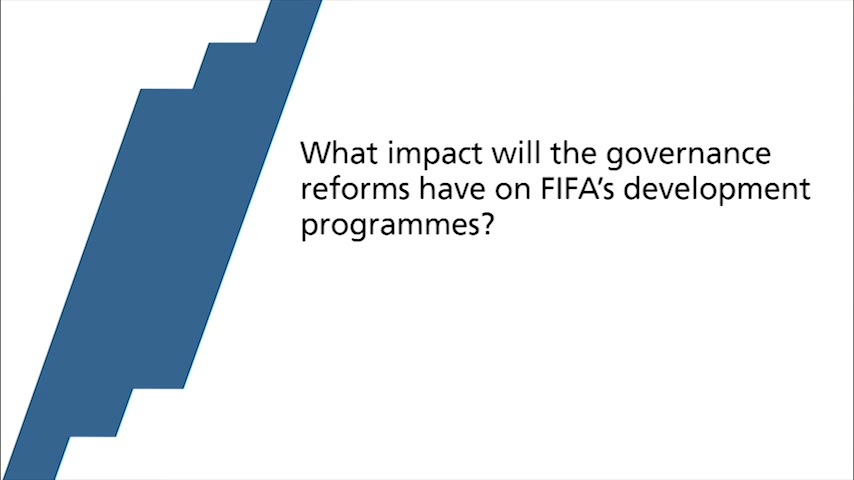 What impact will the governance
reforms have on FIFA’s development
programmes?